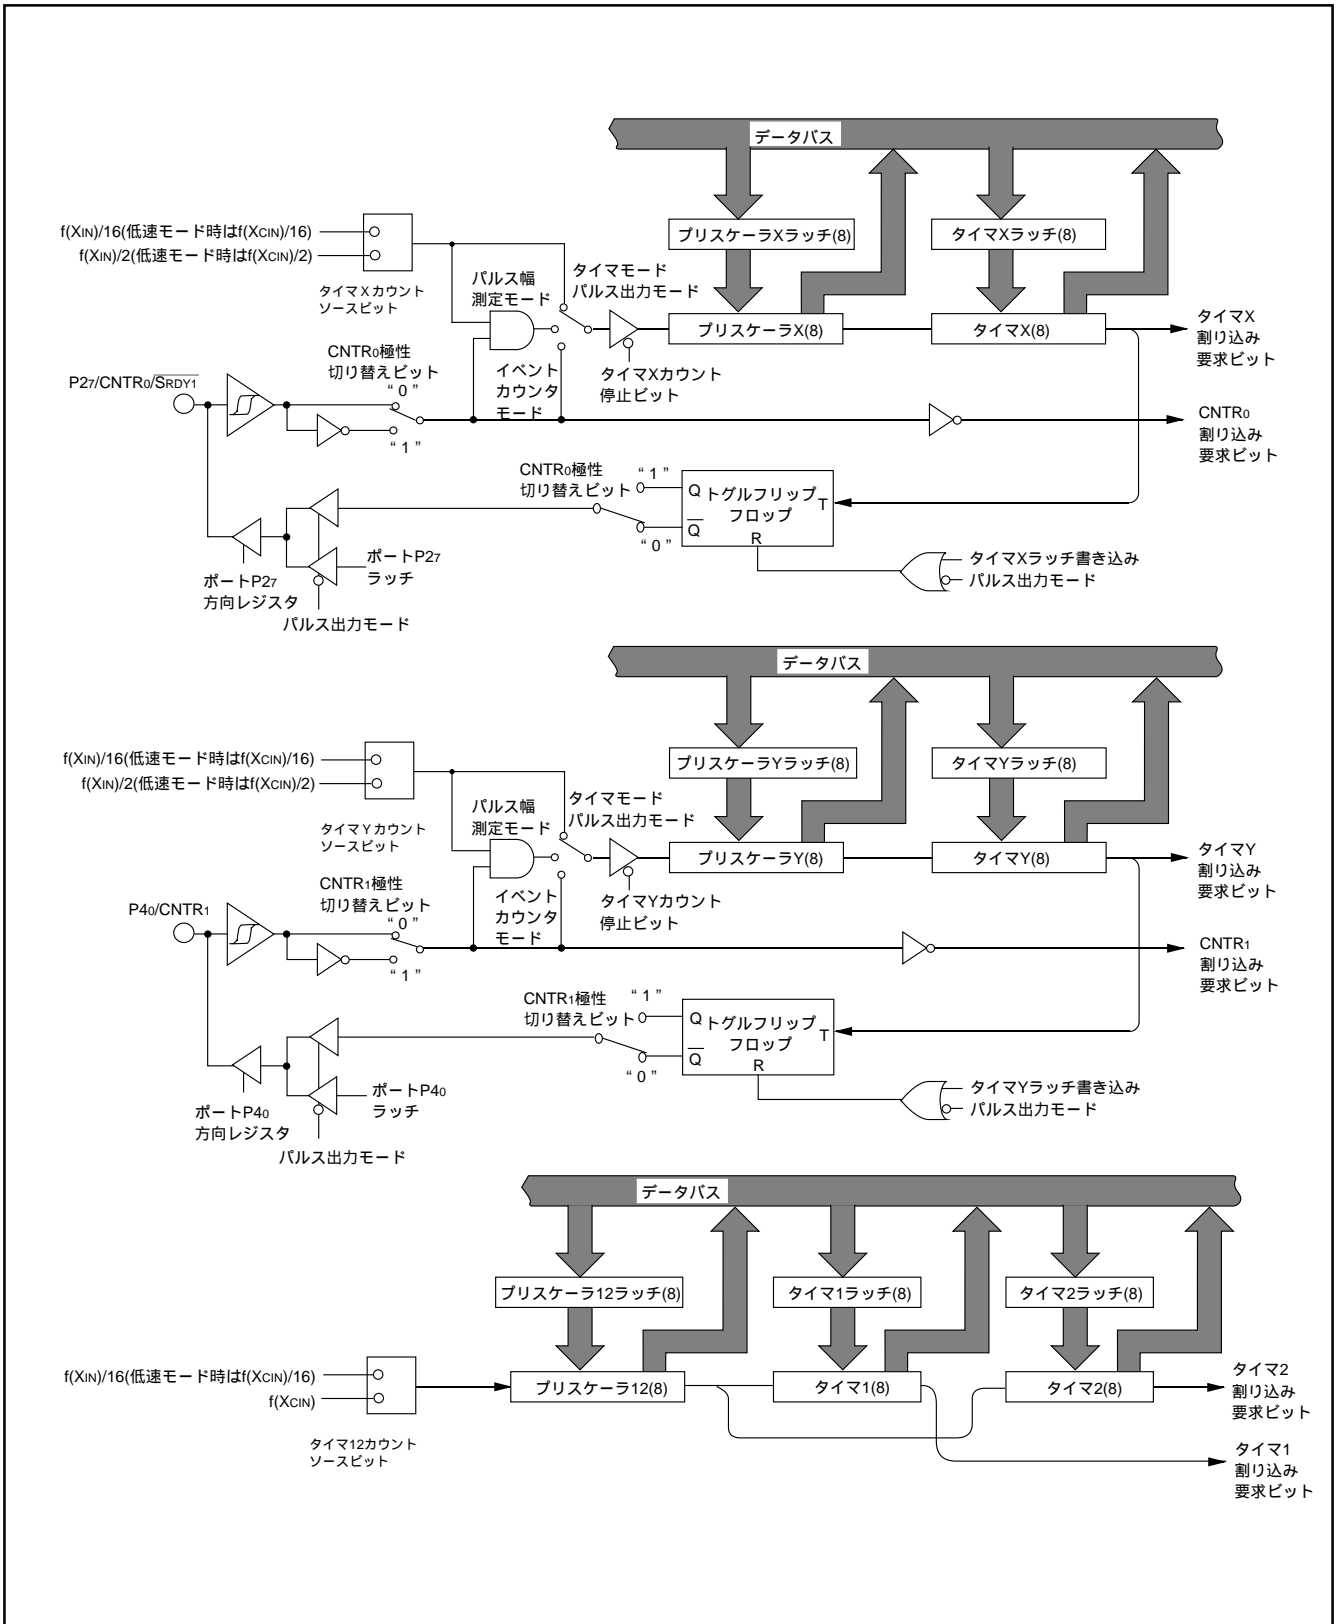 データバス
f(XIN)/16(低速モード時はf(XCIN)/16)
f(XIN)/2(低速モード時はf(XCIN)/2)
タイマXカウント
ソースビット
プリスケーラXラッチ(8)
タイマXラッチ(8)
パルス幅
測定モード
タイマモード
パルス出力モード
プリスケーラX(8)
タイマX(8)
タイマX
割り込み
要求ビット
CNTR0極性
切り替えビット
“0”
“1”
イベント
カウンタ
モード
タイマXカウント
停止ビット
P27/CNTR0/S̅R̅D̅Y̅1̅
CNTR0
割り込み
要求ビット
CNTR0極性
切り替えビット
“1”
“0”
Q
Q̅
トグルフリップ
フロップ
T
R
ポートP27
ラッチ
ポートP27
方向レジスタ
パルス出力モード
タイマXラッチ書き込み
パルス出力モード
データバス
f(XIN)/16(低速モード時はf(XCIN)/16)
f(XIN)/2(低速モード時はf(XCIN)/2)
タイマYカウント
ソースビット
プリスケーラYラッチ(8)
タイマYラッチ(8)
パルス幅
測定モード
タイマモード
パルス出力モード
プリスケーラY(8)
タイマY(8)
タイマY
割り込み
要求ビット
CNTR1極性
切り替えビット
“0”
“1”
イベント
カウンタ
モード
タイマYカウント
停止ビット
P40/CNTR1
CNTR1
割り込み
要求ビット
CNTR1極性
切り替えビット
“1”
“0”
Q
Q̅
トグルフリップ
フロップ
T
R
ポートP40
ラッチ
ポートP40
方向レジスタ
パルス出力モード
タイマYラッチ書き込み
パルス出力モード
データバス
プリスケーラ12ラッチ(8)
タイマ1ラッチ(8)
タイマ2ラッチ(8)
f(XIN)/16(低速モード時はf(XCIN)/16)
f(XCIN)
タイマ12カウント
ソースビット
プリスケーラ12(8)
タイマ1(8)
タイマ2(8)
タイマ2
割り込み
要求ビット
タイマ1
割り込み
要求ビット